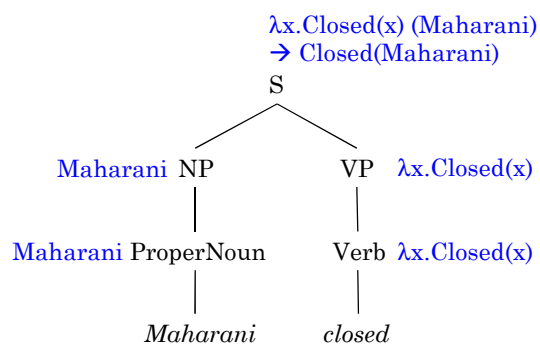 λx.Closed(x) (Maharani)
→ Closed(Maharani)
S
Maharani NP VP λx.Closed(x)
Maharani ProperNoun Verb λx.Closed(x)
Maharani closed